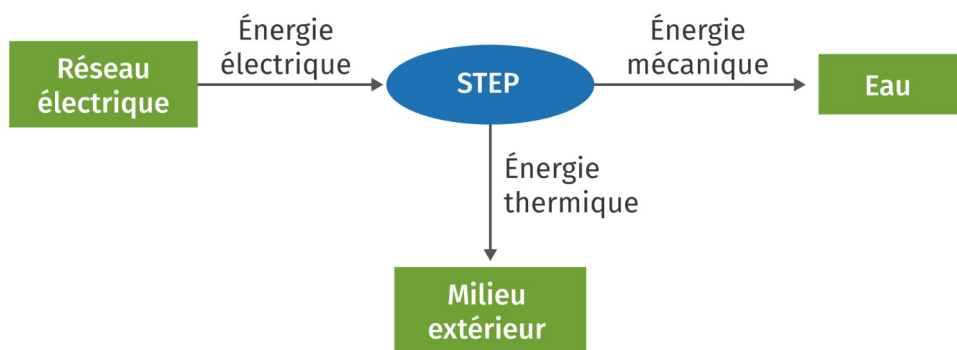 Réseau
électrique
Énergie
électrique
STEP
Énergie
mécanique
Eau
Énergie
thermique
Milieu
extérieur